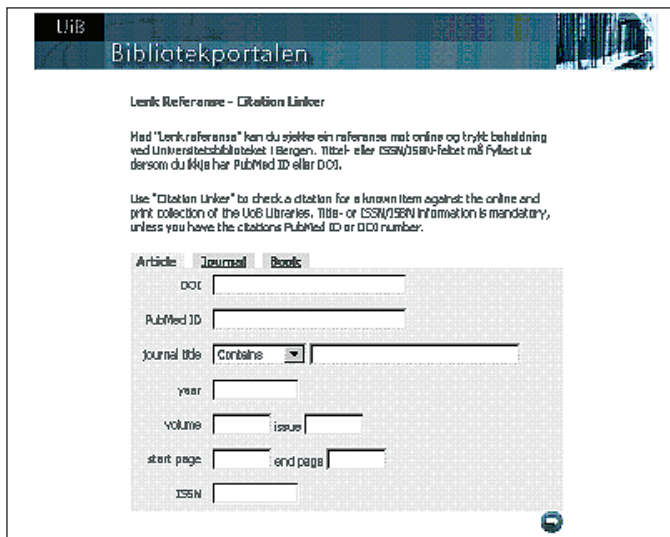 UiB
Bibliotekportalen
Lenk Referanse - Citation Linker
Med "Lenk referanse" kan du sjekke ein referanse mot online og trykt behaldning
ved Universitetsbiblioteket i Bergen. Tittel- eller ISSN/ISBN-feltet må fyllast ut
dersom du ikkje har PubMed ID eller DOI.
Use "Citation Linker" to check a citation for a known item against the online and
print collection of the UoB Libraries. Title- or ISSN/ISBN information is mandatory,
unless you have the citations PubMed ID or DOI number.
Article Journal Book
DOI
PubMed ID
journal title Contains
year
volume issue
start page end page
ISSN